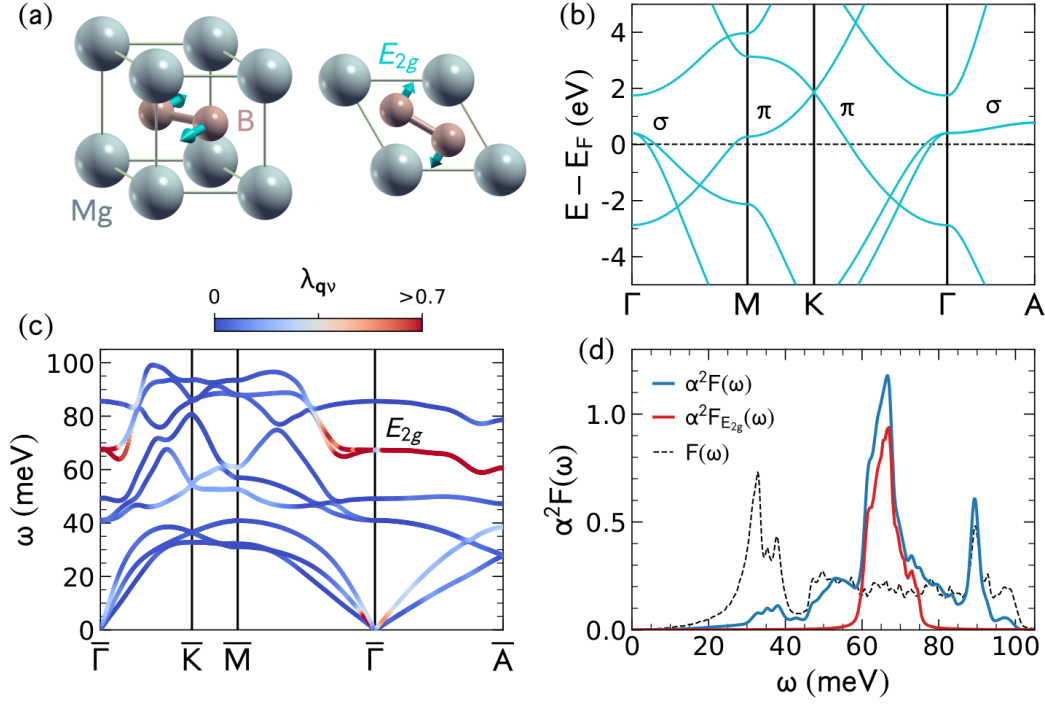 (a)
E2g
B
Mg
(b)
E − EF (eV)
4
2
0
-2
-4
σ
π
π
σ
Γ M K Γ A
λqν
0 >0.7
(c)
ω (meV)
100
80
60
40
20
0
E2g
Γ̅ K̅ M̅ Γ̅ A̅
(d)
α²F(ω)
α²F(ω)
α²FE2g(ω)
F(ω)
1.0
0.5
0.0
0 20 40 60 80 100
ω (meV)